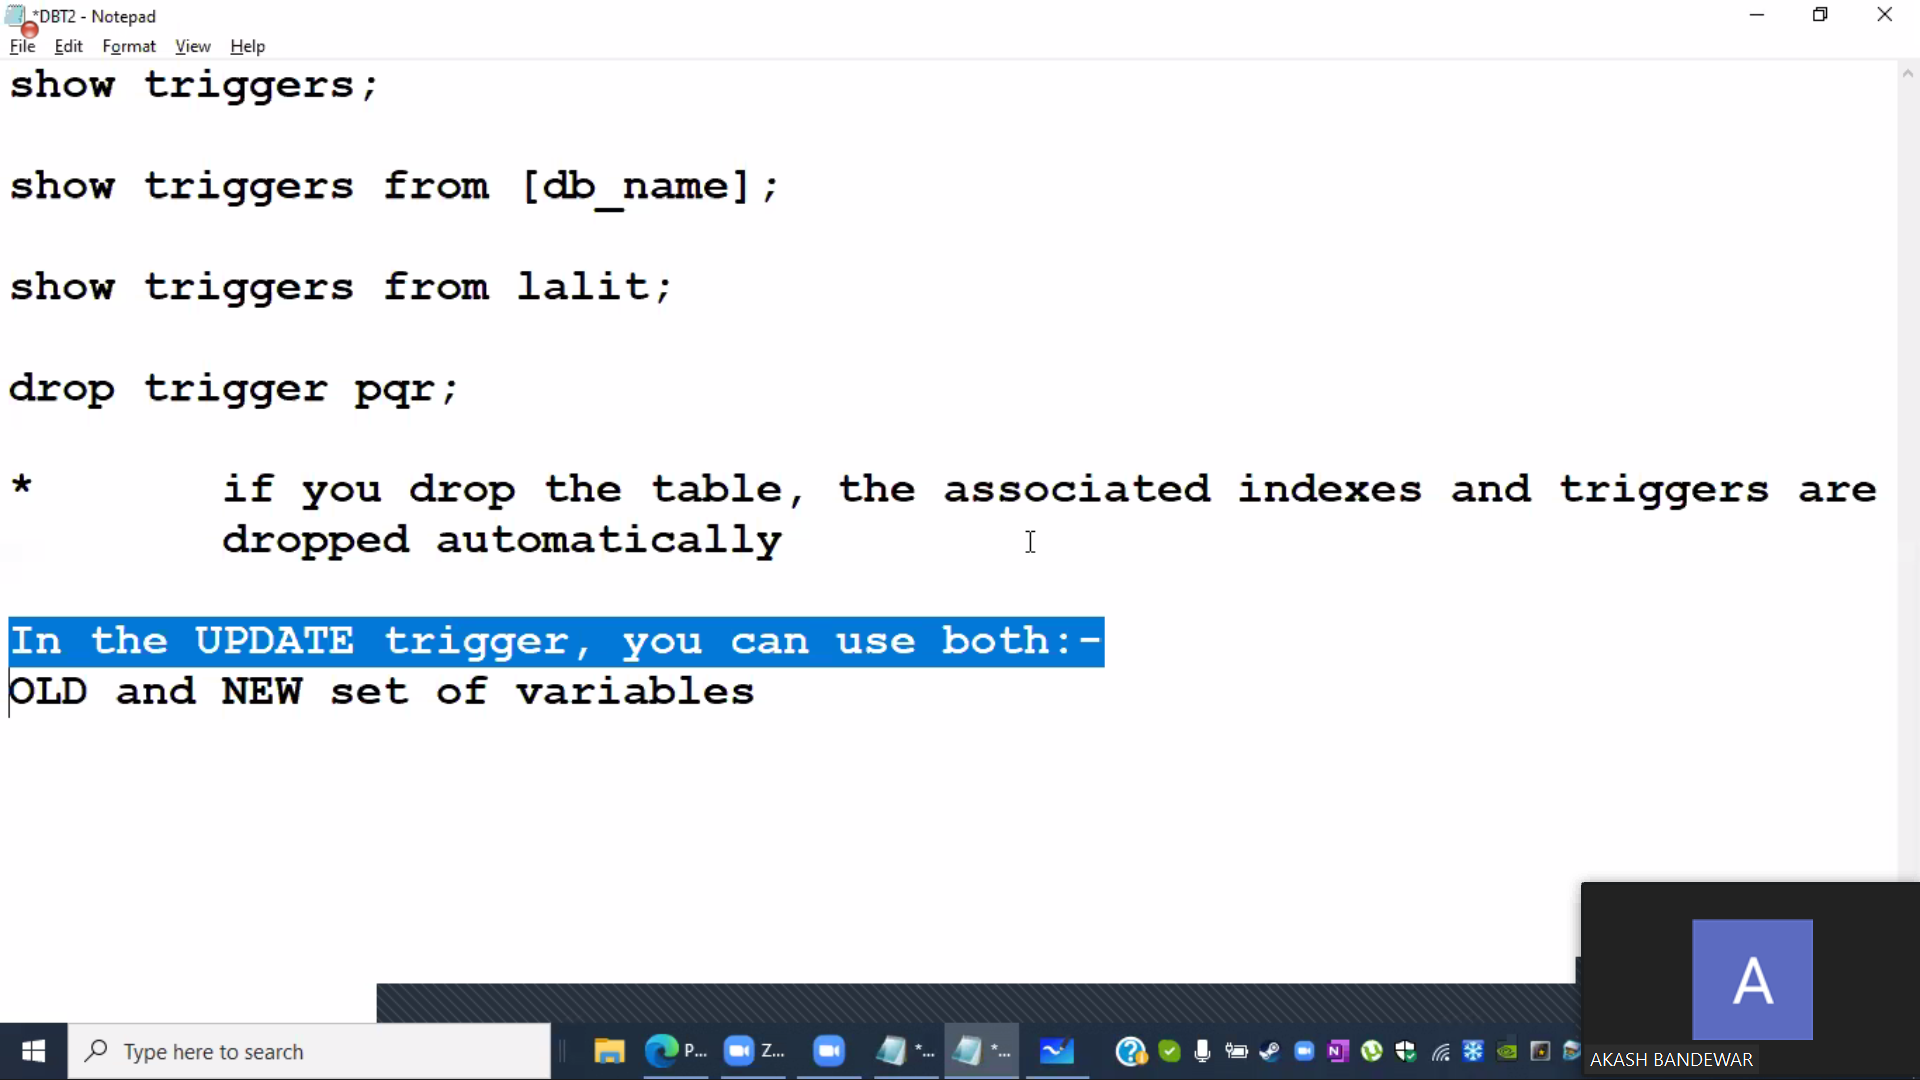 *DBT2 - Notepad
File Edit Format View Help
show triggers;
show triggers from [db_name];
show triggers from lalit;
drop trigger pqr;
* if you drop the table, the associated indexes and triggers are
dropped automatically
In the UPDATE trigger, you can use both:-
OLD and NEW set of variables
A
AKASH BANDEWAR
Type here to search
P...
Z...
*...
*...